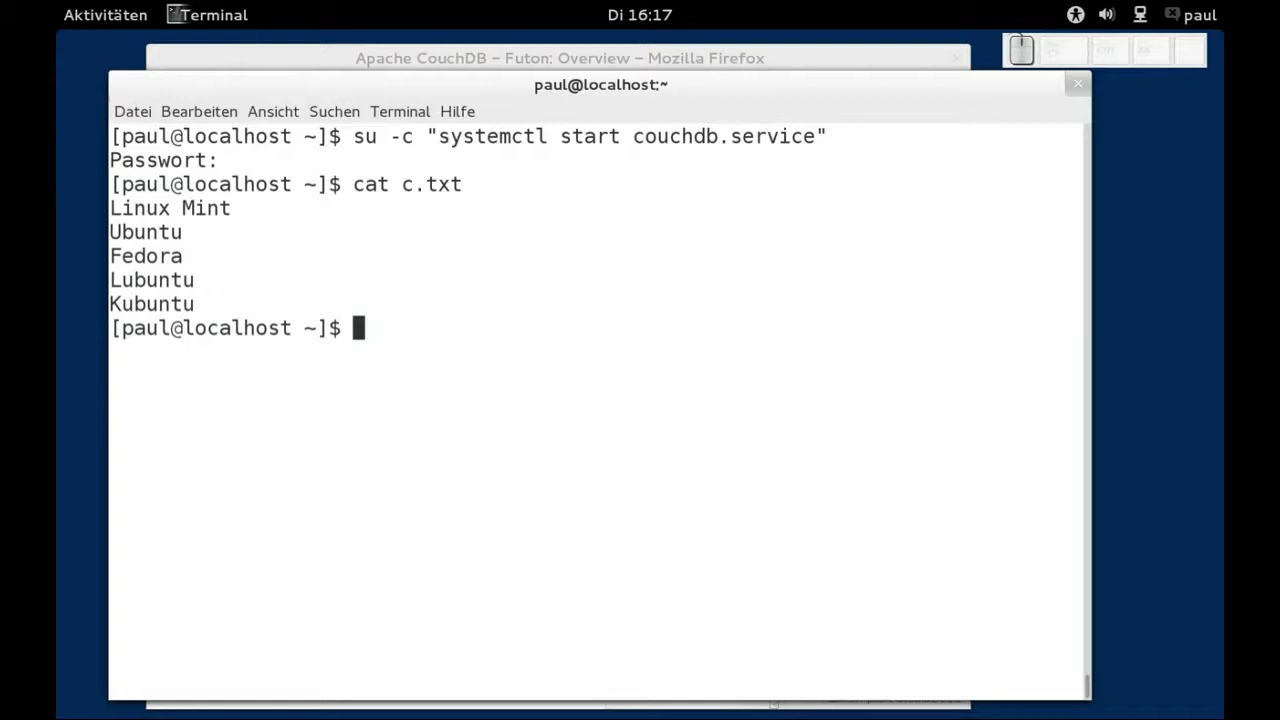 Aktivitäten Terminal Di 16:17 paul
Apache CouchDB – Futon: Overview – Mozilla Firefox
paul@localhost:~
Datei Bearbeiten Ansicht Suchen Terminal Hilfe
[paul@localhost ~]$ su -c "systemctl start couchdb.service"
Passwort:
[paul@localhost ~]$ cat c.txt
Linux Mint
Ubuntu
Fedora
Lubuntu
Kubuntu
[paul@localhost ~]$